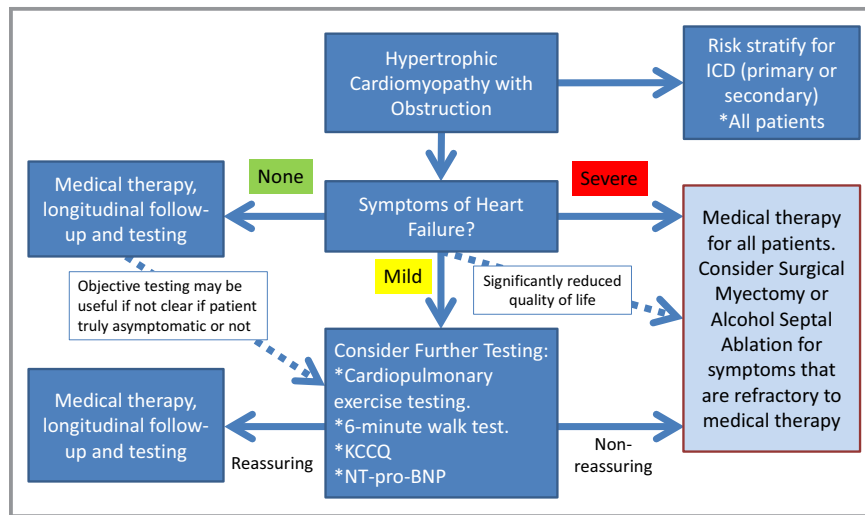 Hypertrophic
Cardiomyopathy with
Obstruction
Risk stratify for
ICD (primary or
secondary)
*All patients
None
Severe
Medical therapy,
longitudinal follow-
up and testing
Symptoms of Heart
Failure?
Medical therapy
for all patients.
Consider Surgical
Myectomy or
Alcohol Septal
Ablation for
symptoms that
are refractory to
medical therapy
Mild
Objective testing may be
useful if not clear if patient
truly asymptomatic or not
Significantly reduced
quality of life
Consider Further Testing:
*Cardiopulmonary
exercise testing.
*6-minute walk test.
*KCCQ
*NT-pro-BNP
Medical therapy,
longitudinal follow-
up and testing
Reassuring
Non-
reassuring